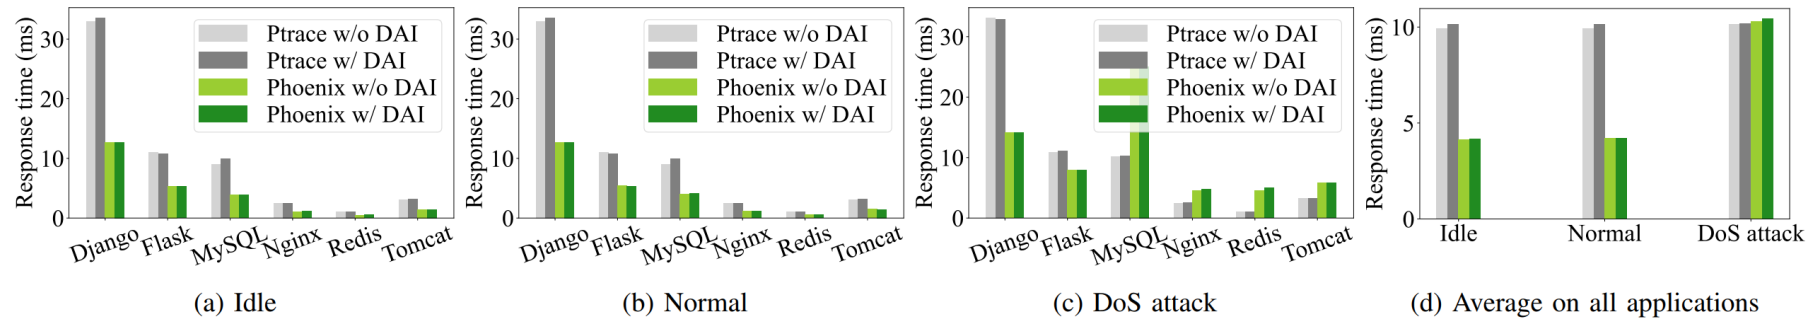 Response time (ms)
30
20
10
0
Ptrace w/o DAI
Ptrace w/ DAI
Phoenix w/o DAI
Phoenix w/ DAI
Django
Flask
MySQL
Nginx
Redis
Tomcat
(a) Idle
Response time (ms)
30
20
10
0
Ptrace w/o DAI
Ptrace w/ DAI
Phoenix w/o DAI
Phoenix w/ DAI
Django
Flask
MySQL
Nginx
Redis
Tomcat
(b) Normal
Response time (ms)
30
20
10
0
Ptrace w/o DAI
Ptrace w/ DAI
Phoenix w/o DAI
Phoenix w/ DAI
Django
Flask
MySQL
Nginx
Redis
Tomcat
(c) DoS attack
Response time (ms)
10
5
0
Idle
Normal
DoS attack
(d) Average on all applications